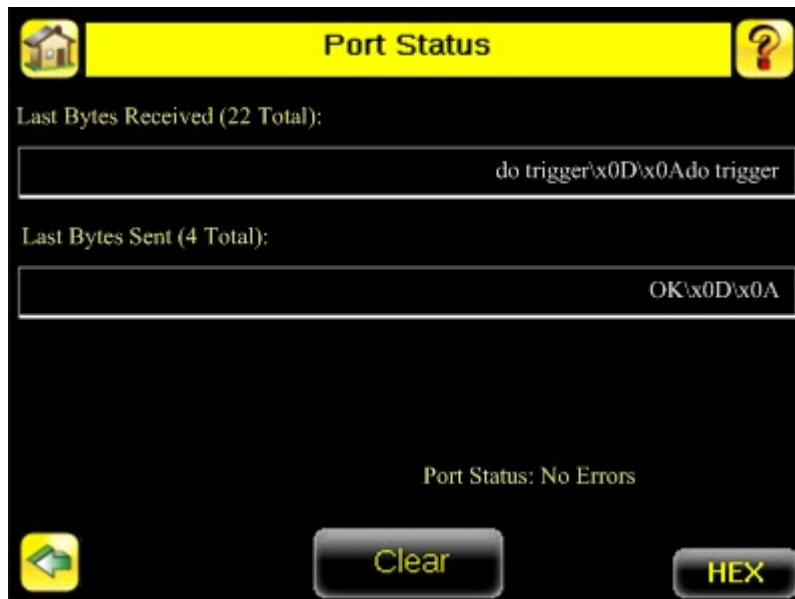 Port Status
?
Last Bytes Received (22 Total):
do trigger\x0D\x0Ado trigger
Last Bytes Sent (4 Total):
OK\x0D\x0A
Port Status: No Errors
Clear
HEX